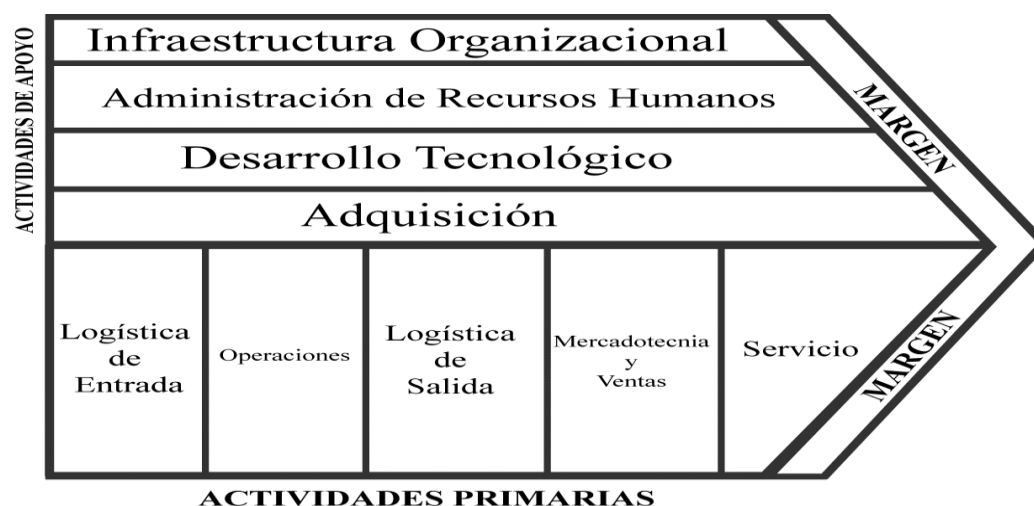 ACTIVIDADES DE APOYO
Infraestructura Organizacional
Administración de Recursos Humanos
Desarrollo Tecnológico
Adquisición
MARGEN
Logística
de
Entrada
Operaciones
Logística
de
Salida
Mercadotecnia
y
Ventas
Servicio
MARGEN
ACTIVIDADES PRIMARIAS